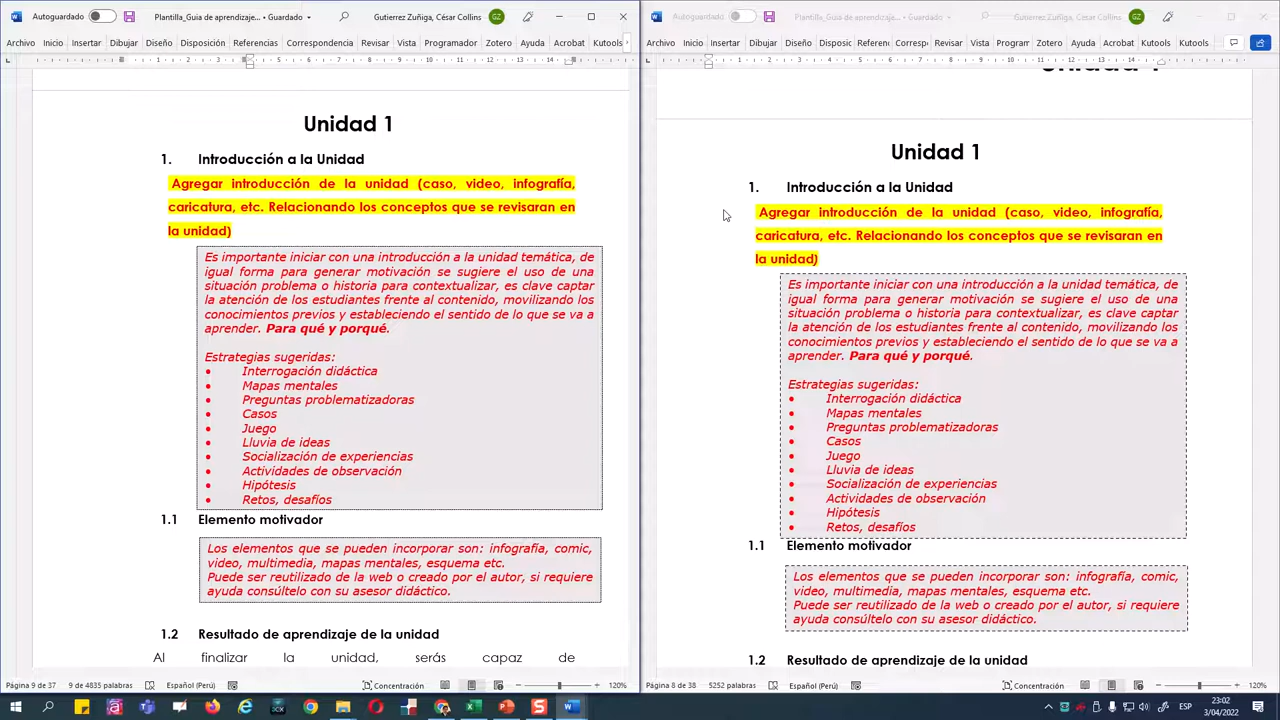 Autoguardado Plantilla_Guia de aprendizaje... • Guardado Gutierrez Zuñiga, César Collins GZ
Archivo Inicio Insertar Dibujar Diseño Disposición Referencias Correspondencia Revisar Vista Programador Zotero Ayuda Acrobat Kutools
Unidad 1
1. Introducción a la Unidad
Agregar introducción de la unidad (caso, video, infografía,
caricatura, etc. Relacionando los conceptos que se revisaran en
la unidad)
Es importante iniciar con una introducción a la unidad temática, de
igual forma para generar motivación se sugiere el uso de una
situación problema o historia para contextualizar, es clave captar
la atención de los estudiantes frente al contenido, movilizando los
conocimientos previos y estableciendo el sentido de lo que se va a
aprender. Para qué y porqué.
Estrategias sugeridas:
• Interrogación didáctica
• Mapas mentales
• Preguntas problematizadoras
• Casos
• Juego
• Lluvia de ideas
• Socialización de experiencias
• Actividades de observación
• Hipótesis
• Retos, desafíos
1.1 Elemento motivador
Los elementos que se pueden incorporar son: infografía, comic,
video, multimedia, mapas mentales, esquema etc.
Puede ser reutilizado de la web o creado por el autor, si requiere
ayuda consúltelo con su asesor didáctico.
1.2 Resultado de aprendizaje de la unidad
Al finalizar la unidad, serás capaz de
Página 9 de 37 9 de 4835 palabras Español (Perú) Concentración 120%
Autoguardado Plantilla_Guia de aprendizaje... • Guardado Gutierrez Zuñiga, César Collins GZ
Archivo Inicio Insertar Dibujar Diseño Disposic Referenc Corresp Revisar Vista Program Zotero Ayuda Acrobat Kutools Kutools
Unidad 1
Unidad 1
1. Introducción a la Unidad
Agregar introducción de la unidad (caso, video, infografía,
caricatura, etc. Relacionando los conceptos que se revisaran en
la unidad)
Es importante iniciar con una introducción a la unidad temática, de
igual forma para generar motivación se sugiere el uso de una
situación problema o historia para contextualizar, es clave captar
la atención de los estudiantes frente al contenido, movilizando los
conocimientos previos y estableciendo el sentido de lo que se va a
aprender. Para qué y porqué.
Estrategias sugeridas:
• Interrogación didáctica
• Mapas mentales
• Preguntas problematizadoras
• Casos
• Juego
• Lluvia de ideas
• Socialización de experiencias
• Actividades de observación
• Hipótesis
• Retos, desafíos
1.1 Elemento motivador
Los elementos que se pueden incorporar son: infografía, comic,
video, multimedia, mapas mentales, esquema etc.
Puede ser reutilizado de la web o creado por el autor, si requiere
ayuda consúltelo con su asesor didáctico.
1.2 Resultado de aprendizaje de la unidad
Página 8 de 38 5252 palabras Español (Perú) Concentración 120%
ESP 23:02
3/04/2022